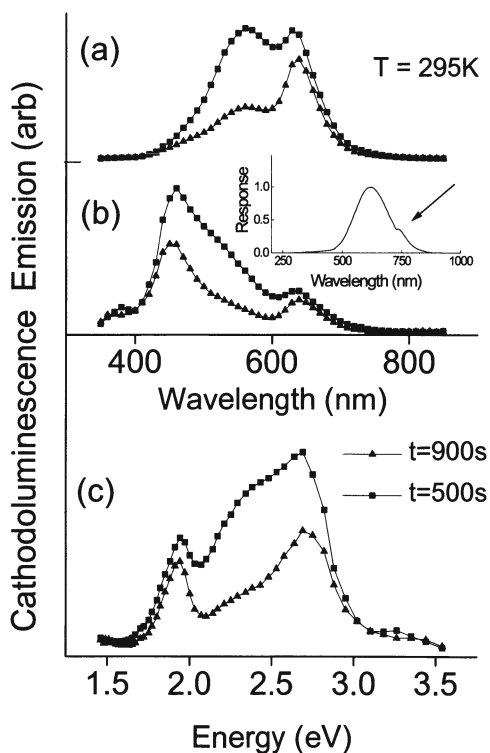 Cathodoluminescence Emission (arb)
(a)
T = 295K
(b)
Response
1.0
0.5
0.0
250 500 750 1000
Wavelength (nm)
400 600 800
Wavelength (nm)
(c)
t=900s
t=500s
1.5 2.0 2.5 3.0 3.5
Energy (eV)